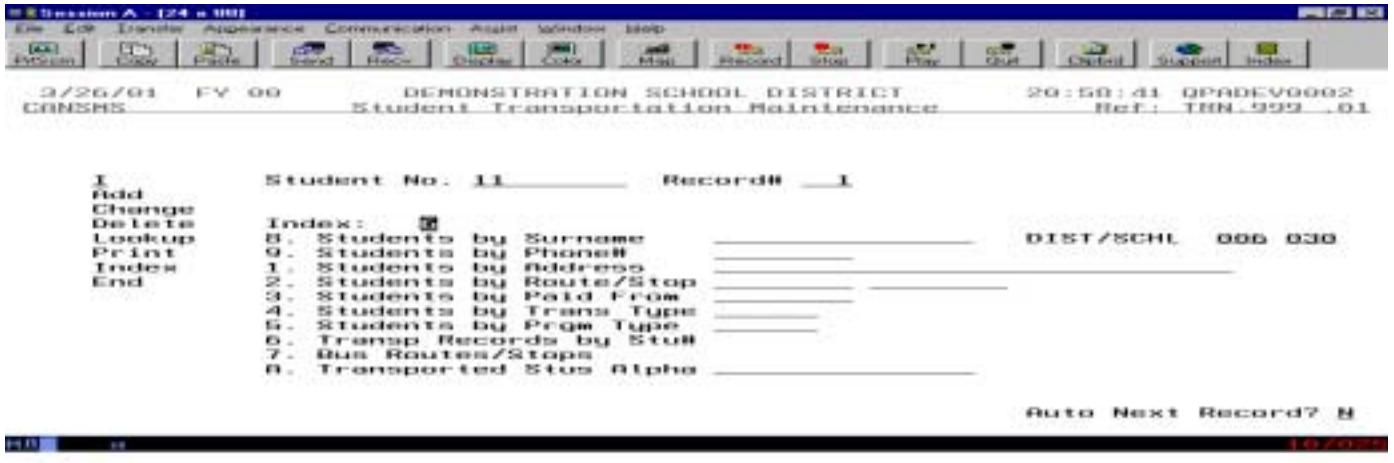 Session A - [24 x 80]
File Edit Transfer Appearance Communication Assist Window Help
PrtScrn Copy Paste Send Recv Display Color Map Record Stop Play Quit Clipbrd Support Index
3/26/01 FY 00 DEMONSTRATION SCHOOL DISTRICT 20:58:41 QPADEV0002
CANSMS Student Transportation Maintenance Ref: TRN.999 .01
I Student No. 11 Record# 1
Add
Change
Delete Index:
Lookup 8. Students by Surname DIST/SCHL 006 030
Print 9. Students by Phone#
Index 1. Students by Address
End 2. Students by Route/Stop
3. Students by Paid From
4. Students by Trans Type
5. Students by Prgm Type
6. Transp Records by Stu#
7. Bus Routes/Stops
A. Transported Stus Alpha
Auto Next Record? N
10/025